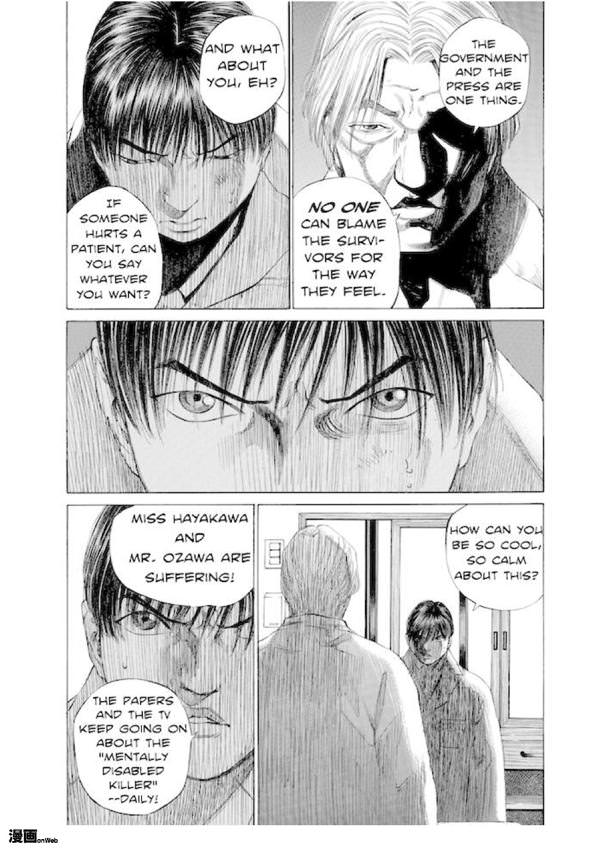 THE
GOVERNMENT
AND THE
PRESS ARE
ONE THING.
NO ONE
CAN BLAME
THE SURVI-
VORS FOR
THE WAY
THEY FEEL.
AND WHAT
ABOUT
YOU, EH?
IF
SOMEONE
HURTS A
PATIENT, CAN
YOU SAY
WHATEVER
YOU WANT?
HOW CAN YOU
BE SO COOL,
SO CALM
ABOUT THIS?
MISS HAYAKAWA
AND
MR. OZAWA ARE
SUFFERING!
THE PAPERS
AND THE TV
KEEP GOING ON
ABOUT THE
"MENTALLY
DISABLED
KILLER"
--DAILY!
漫画onWeb